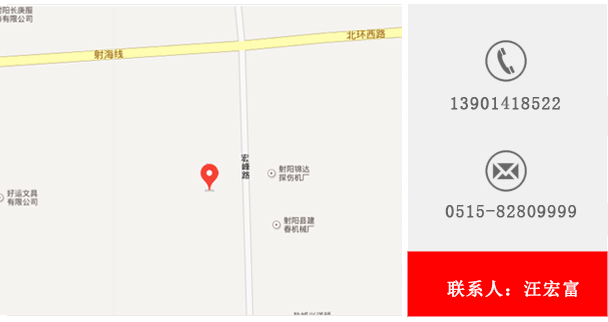 射阳长庚服
有限公司
北环西路
射海线
宏峰路
射阳锦达
探伤机厂
好运文具
有限公司
射阳县建
春机械厂
13901418522
0515-82809999
联系人：汪宏富